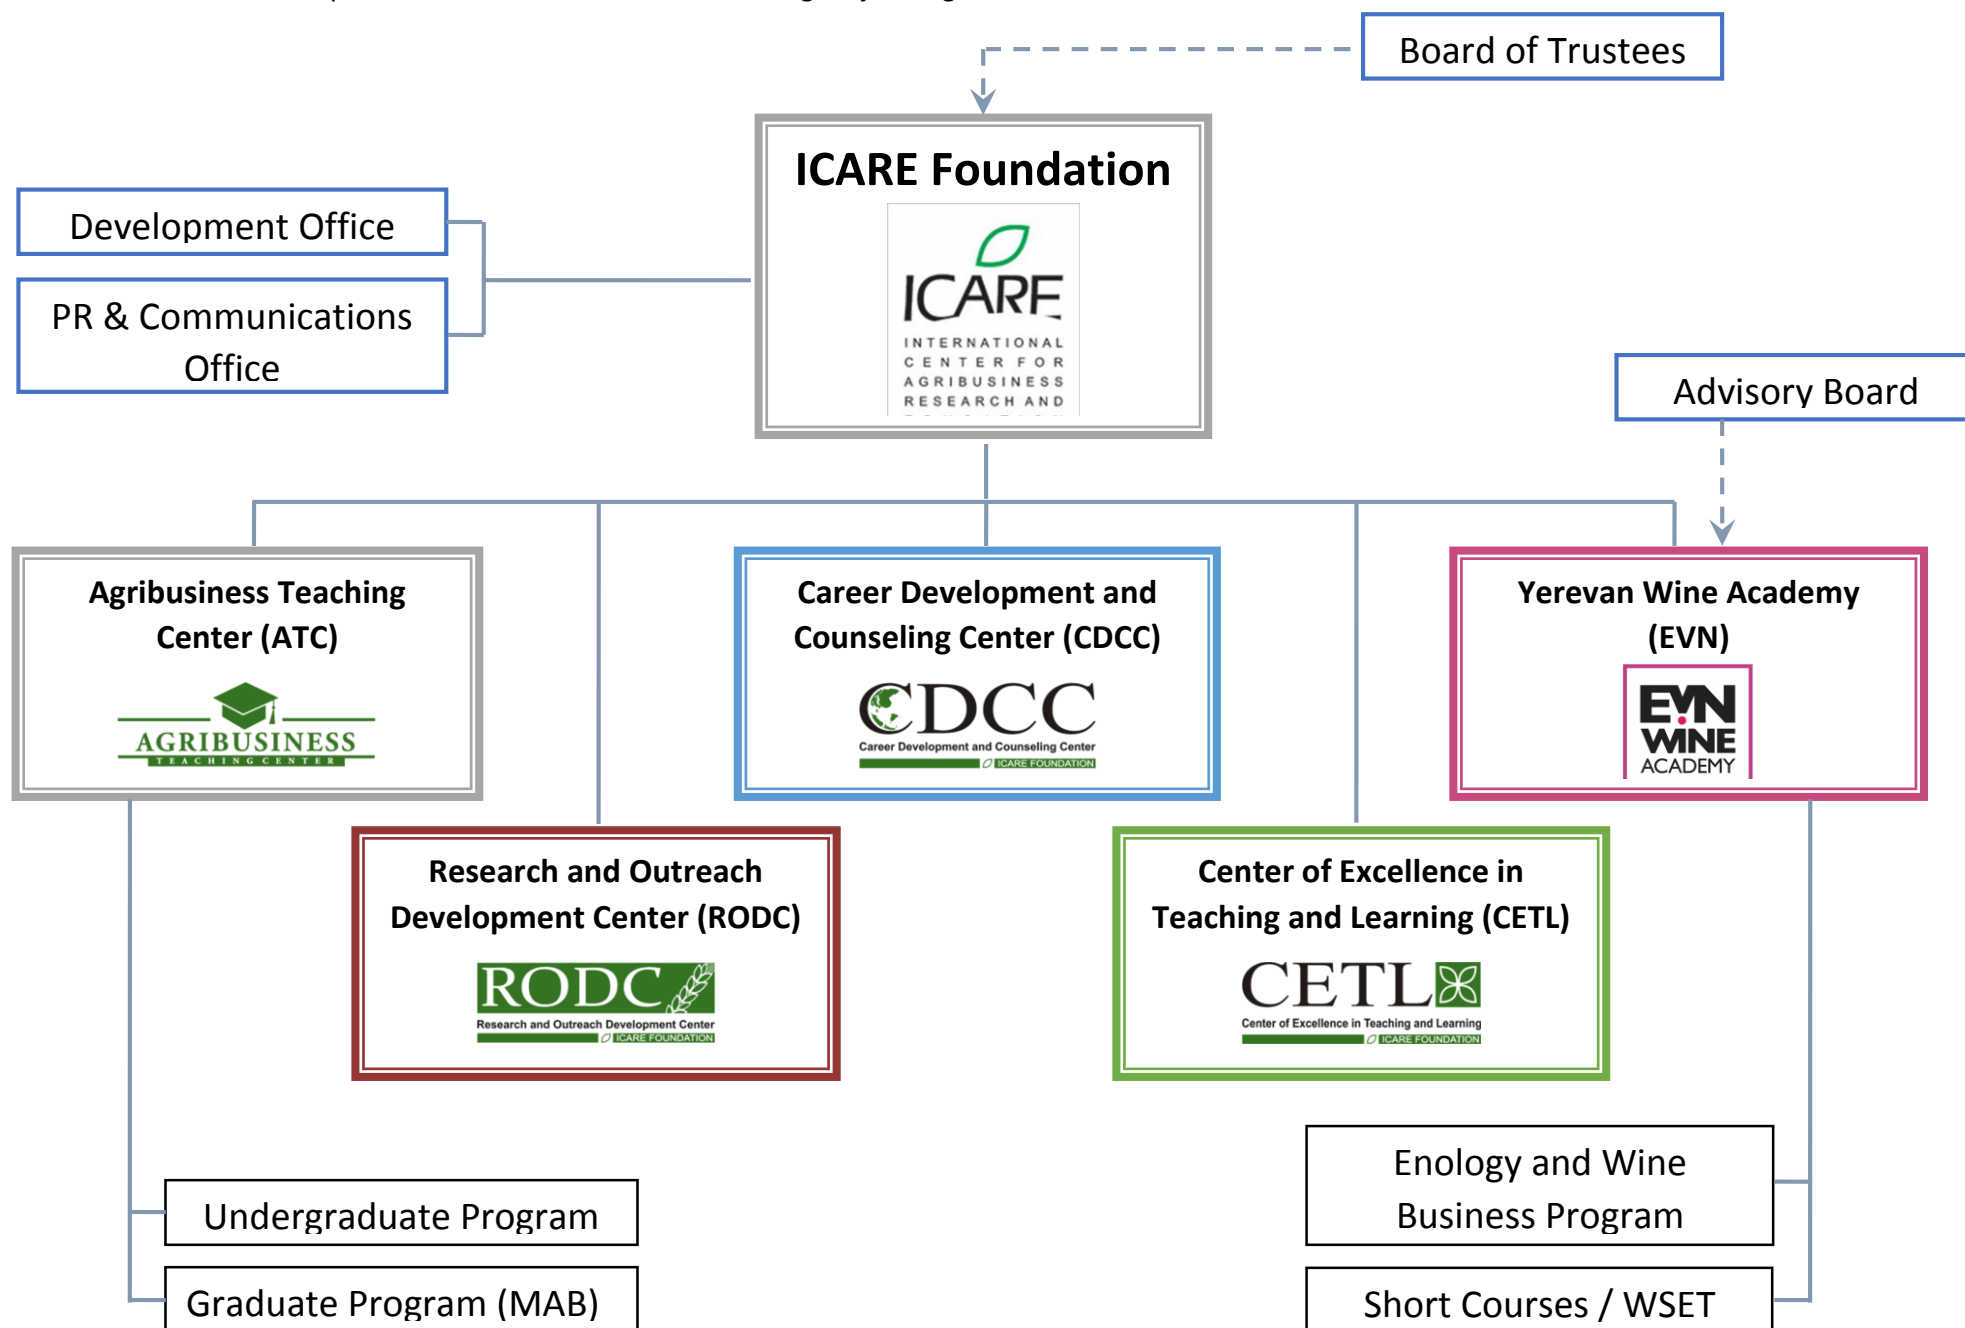 Board of Trustees
ICARE Foundation
ICARE
INTERNATIONAL
CENTER FOR
AGRIBUSINESS
RESEARCH AND
Development Office
PR & Communications
Office
Advisory Board
Agribusiness Teaching
Center (ATC)
AGRIBUSINESS
TEACHING CENTER
Career Development and
Counseling Center (CDCC)
CDCC
Career Development and Counseling Center
ICARE FOUNDATION
Yerevan Wine Academy
(EVN)
EVN
WINE
ACADEMY
Research and Outreach
Development Center (RODC)
RODC
Research and Outreach Development Center
ICARE FOUNDATION
Center of Excellence in
Teaching and Learning (CETL)
CETL
Center of Excellence in Teaching and Learning
ICARE FOUNDATION
Undergraduate Program
Graduate Program (MAB)
Enology and Wine
Business Program
Short Courses / WSET